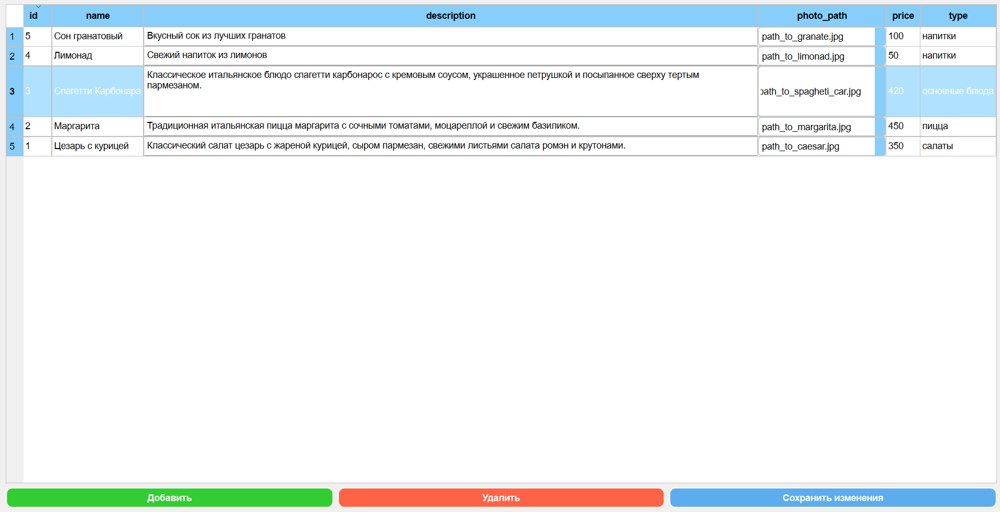 id name description photo_path price type
1 5 Сон гранатовый Вкусный сок из лучших гранатов path_to_granate.jpg 100 напитки
2 4 Лимонад Свежий напиток из лимонов path_to_limonad.jpg 50 напитки
Классическое итальянское блюдо спагетти карбонарос с кремовым соусом, украшенное петрушкой и посыпанное сверху тертым
пармезаном.
3 3 Спагетти Карбонара path_to_spagheti_car.jpg 420 основные блюда
4 2 Маргарита Традиционная итальянская пицца маргарита с сочными томатами, моцареллой и свежим базиликом. path_to_margarita.jpg 450 пицца
5 1 Цезарь с курицей Классический салат цезарь с жареной курицей, сыром пармезан, свежими листьями салата ромэн и крутонами. path_to_caesar.jpg 350 салаты
Добавить Удалить Сохранить изменения